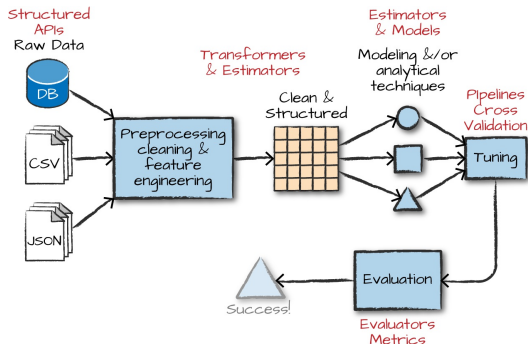 Structured
APIs
Raw Data
DB
CSV
JSON
Preprocessing
cleaning &
feature
engineering
Transformers
& Estimators
Clean &
Structured
Estimators
& Models
Modeling &/or
analytical
techniques
Pipelines
Cross
Validation
Tuning
Evaluation
Evaluators
Metrics
Success!